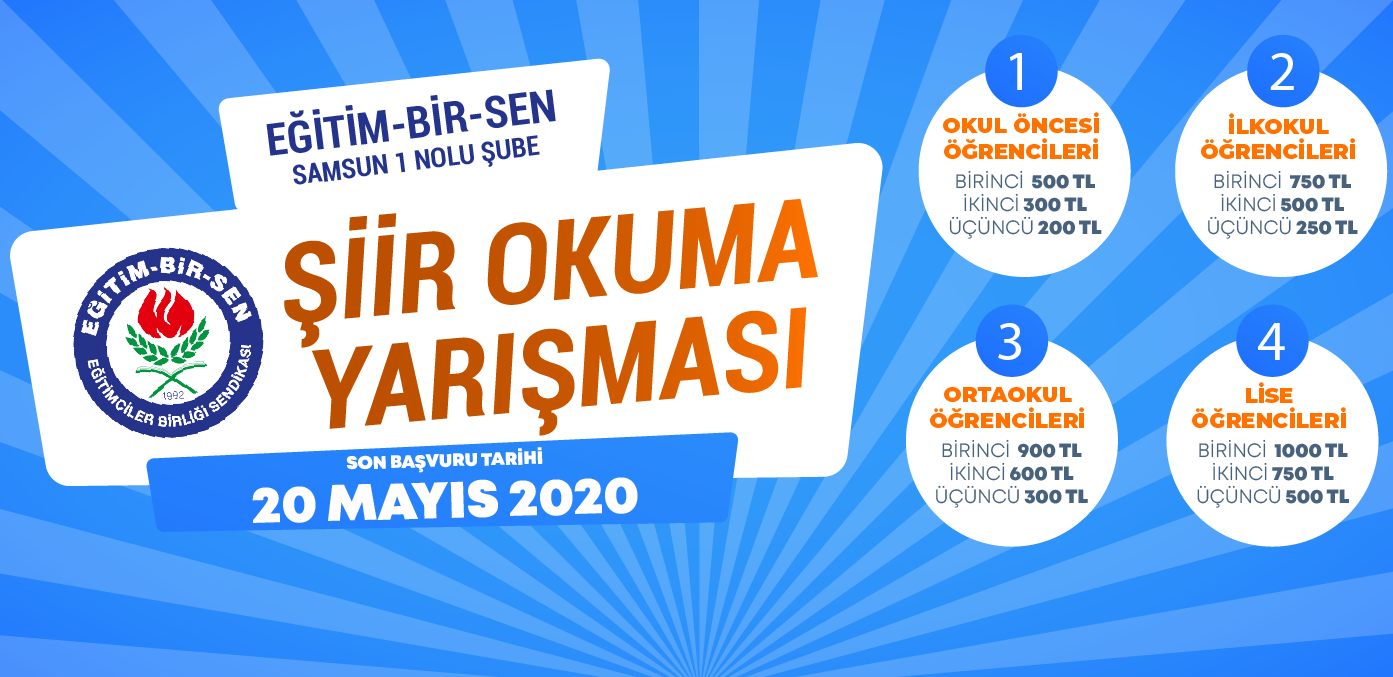 EĞİTİM-BİR-SEN
SAMSUN 1 NOLU ŞUBE
EĞİTİM-BİR-SEN
EĞİTİMCİLER BİRLİĞİ SENDİKASI
1992
ŞİİR OKUMA
YARIŞMASI
SON BAŞVURU TARİHİ
20 MAYIS 2020
1
OKUL ÖNCESİ
ÖĞRENCİLERİ
BİRİNCİ 500 TL
İKİNCİ 300 TL
ÜÇÜNCÜ 200 TL
2
İLKOKUL
ÖĞRENCİLERİ
BİRİNCİ 750 TL
İKİNCİ 500 TL
ÜÇÜNCÜ 250 TL
3
ORTAOKUL
ÖĞRENCİLERİ
BİRİNCİ 900 TL
İKİNCİ 600 TL
ÜÇÜNCÜ 300 TL
4
LİSE
ÖĞRENCİLERİ
BİRİNCİ 1000 TL
İKİNCİ 750 TL
ÜÇÜNCÜ 500 TL